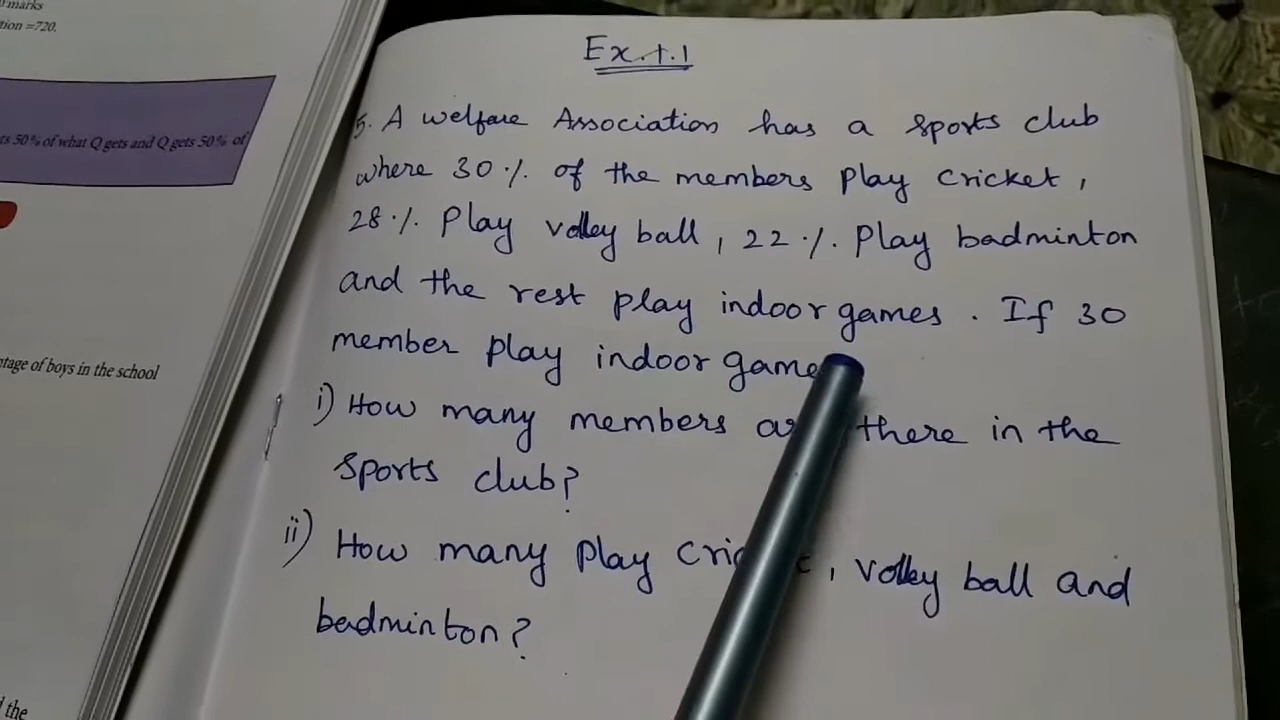 marks
tion =720.
ts 50% of what Q gets and Q gets 50% of
ntage of boys in the school
the
Ex.1.1
5. A welfare Association has a sports club
where 30 % of the members play cricket,
28 % play volley ball, 22 % play badminton
and the rest play indoor games. If 30
member play indoor game
i) How many members there in the
sports club?
ii) How many play , volley ball and
badminton?